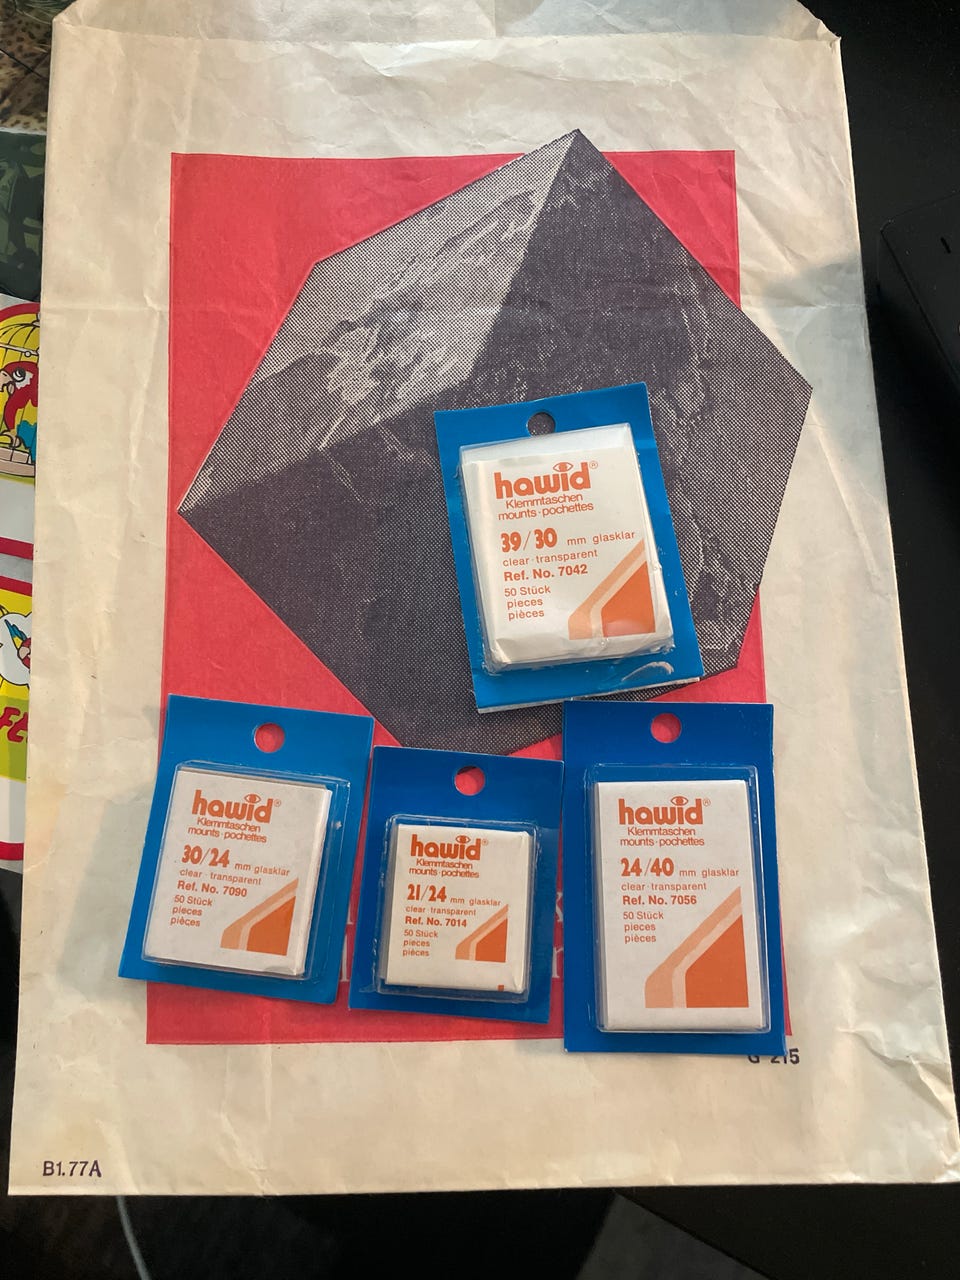 hawid®
Klemmtaschen
mounts·pochettes
39/30 mm glasklar
clear·transparent
Ref. No. 7042
50 Stück
pieces
pièces
hawid®
Klemmtaschen
mounts·pochettes
30/24 mm glasklar
clear·transparent
Ref. No. 7090
50 Stück
pieces
pièces
hawid®
Klemmtaschen
mounts·pochettes
21/24 mm glasklar
clear·transparent
Ref. No. 7014
50 Stück
pieces
pièces
hawid®
Klemmtaschen
mounts·pochettes
24/40 mm glasklar
clear·transparent
Ref. No. 7056
50 Stück
pieces
pièces
G 215
B1.77A